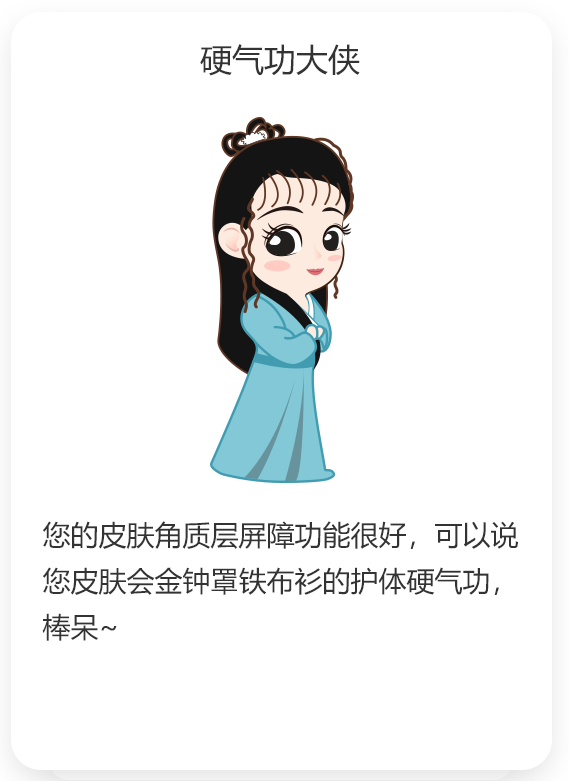 硬气功大侠
您的皮肤角质层屏障功能很好，可以说
您皮肤会金钟罩铁布衫的护体硬气功，
棒呆~